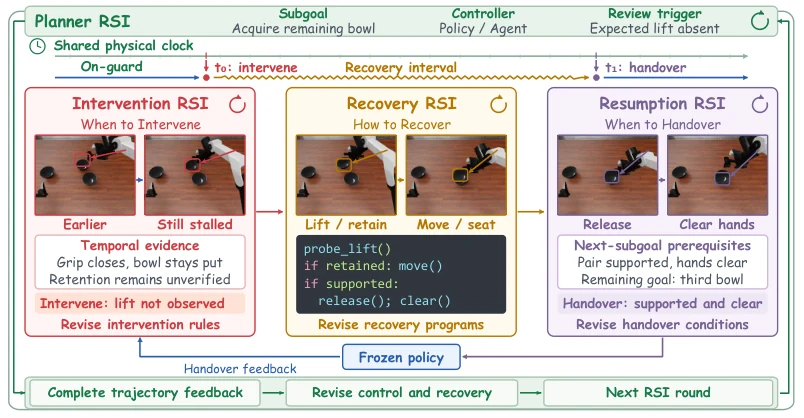 Planner RSI
Subgoal
Acquire remaining bowl
Controller
Policy / Agent
Review trigger
Expected lift absent
Shared physical clock
On-guard
t₀: intervene
Recovery interval
t₁: handover
Intervention RSI
When to Intervene
Earlier
Still stalled
Temporal evidence
Grip closes, bowl stays put
Retention remains unverified
Intervene: lift not observed
Revise intervention rules
Recovery RSI
How to Recover
Lift / retain
Move / seat
probe_lift()
if retained: move()
if supported:
release(); clear()
Revise recovery programs
Resumption RSI
When to Handover
Release
Clear hands
Next-subgoal prerequisites
Pair supported, hands clear
Remaining goal: third bowl
Handover: supported and clear
Revise handover conditions
Frozen policy
Handover feedback
Complete trajectory feedback
Revise control and recovery
Next RSI round